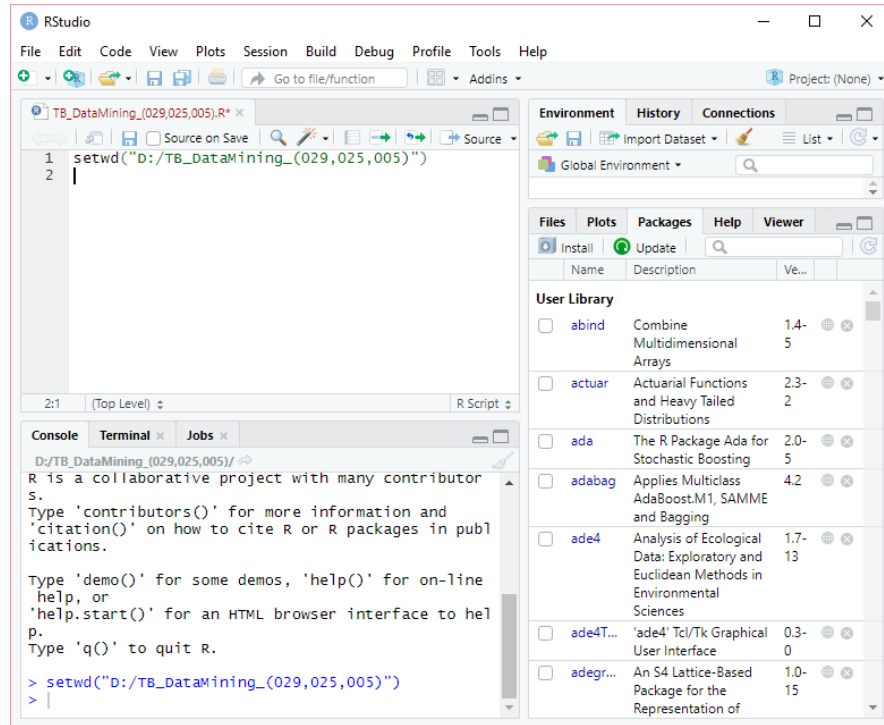 RStudio
File Edit Code View Plots Session Build Debug Profile Tools Help
Go to file/function Addins Project: (None)
TB_DataMining_(029,025,005).R*
Source on Save Source
1 setwd("D:/TB_DataMining_(029,025,005)")
2
2:1 (Top Level) R Script
Console Terminal Jobs
D:/TB_DataMining_(029,025,005)/
R is a collaborative project with many contributor
s.
Type 'contributors()' for more information and
'citation()' on how to cite R or R packages in publ
ications.
Type 'demo()' for some demos, 'help()' for on-line
help, or
'help.start()' for an HTML browser interface to hel
p.
Type 'q()' to quit R.
> setwd("D:/TB_DataMining_(029,025,005)")
>
Environment History Connections
Import Dataset List
Global Environment
Files Plots Packages Help Viewer
Install Update
Name Description Ve...
User Library
abind Combine 1.4-
Multidimensional 5
Arrays
actuar Actuarial Functions 2.3-
and Heavy Tailed 2
Distributions
ada The R Package Ada for 2.0-
Stochastic Boosting 5
adabag Applies Multiclass 4.2
AdaBoost.M1, SAMME
and Bagging
ade4 Analysis of Ecological 1.7-
Data: Exploratory and 13
Euclidean Methods in
Environmental
Sciences
ade4T... 'ade4' Tcl/Tk Graphical 0.3-
User Interface 0
adegr... An S4 Lattice-Based 1.0-
Package for the 15
Representation of